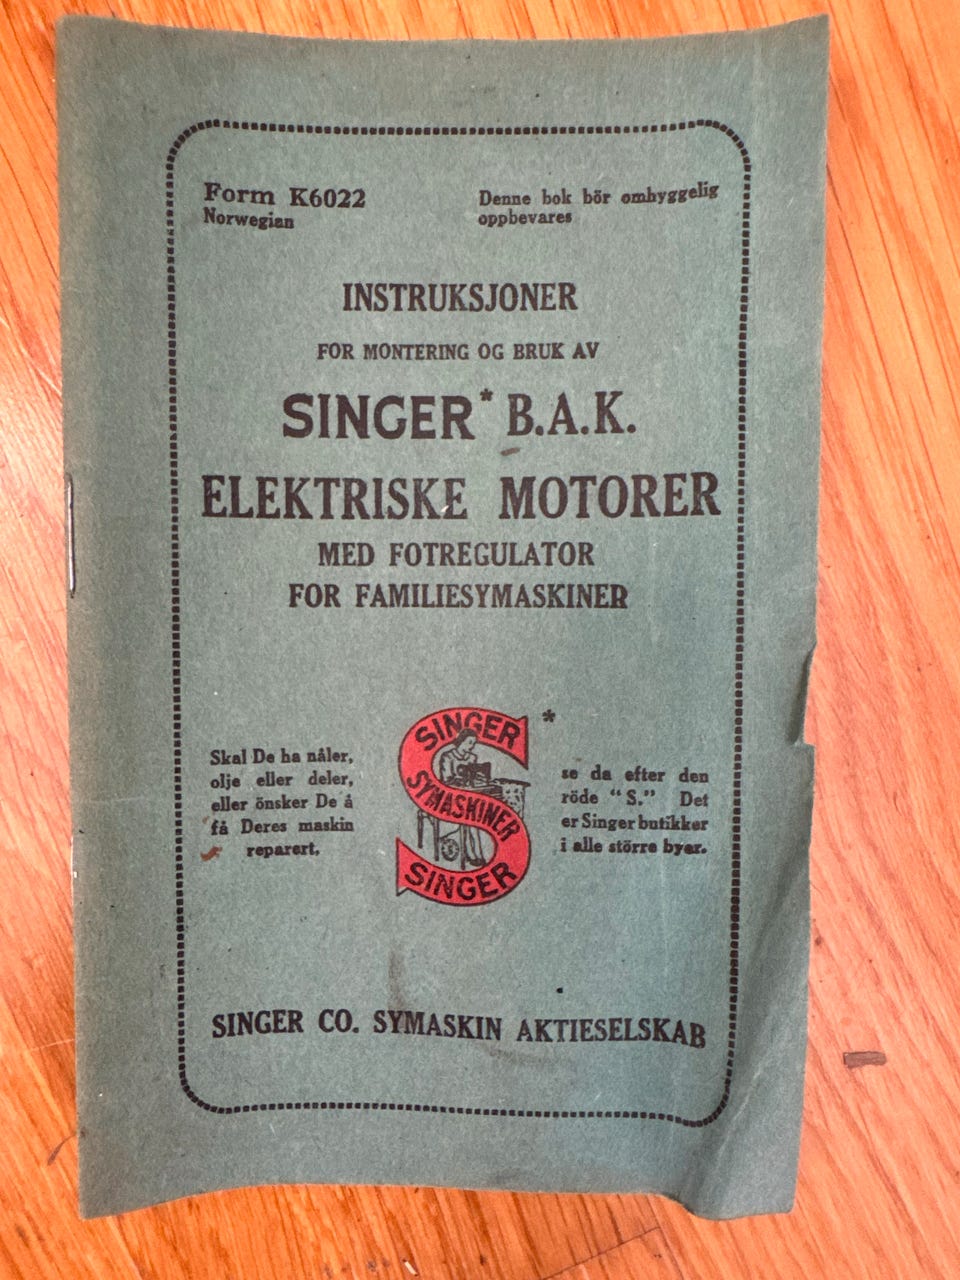 Form K6022
Norwegian
Denne bok bör omhyggelig
oppbevares
INSTRUKSJONER
FOR MONTERING OG BRUK AV
SINGER* B.A.K.
ELEKTRISKE MOTORER
MED FOTREGULATOR
FOR FAMILIESYMASKINER
Skal De ha nåler,
olje eller deler,
eller önsker De å
få Deres maskin
reparert,
SINGER *
SYMASKINER
SINGER
se da efter den
röde "S." Det
er Singer butikker
i alle större byer.
SINGER CO. SYMASKIN AKTIESELSKAB